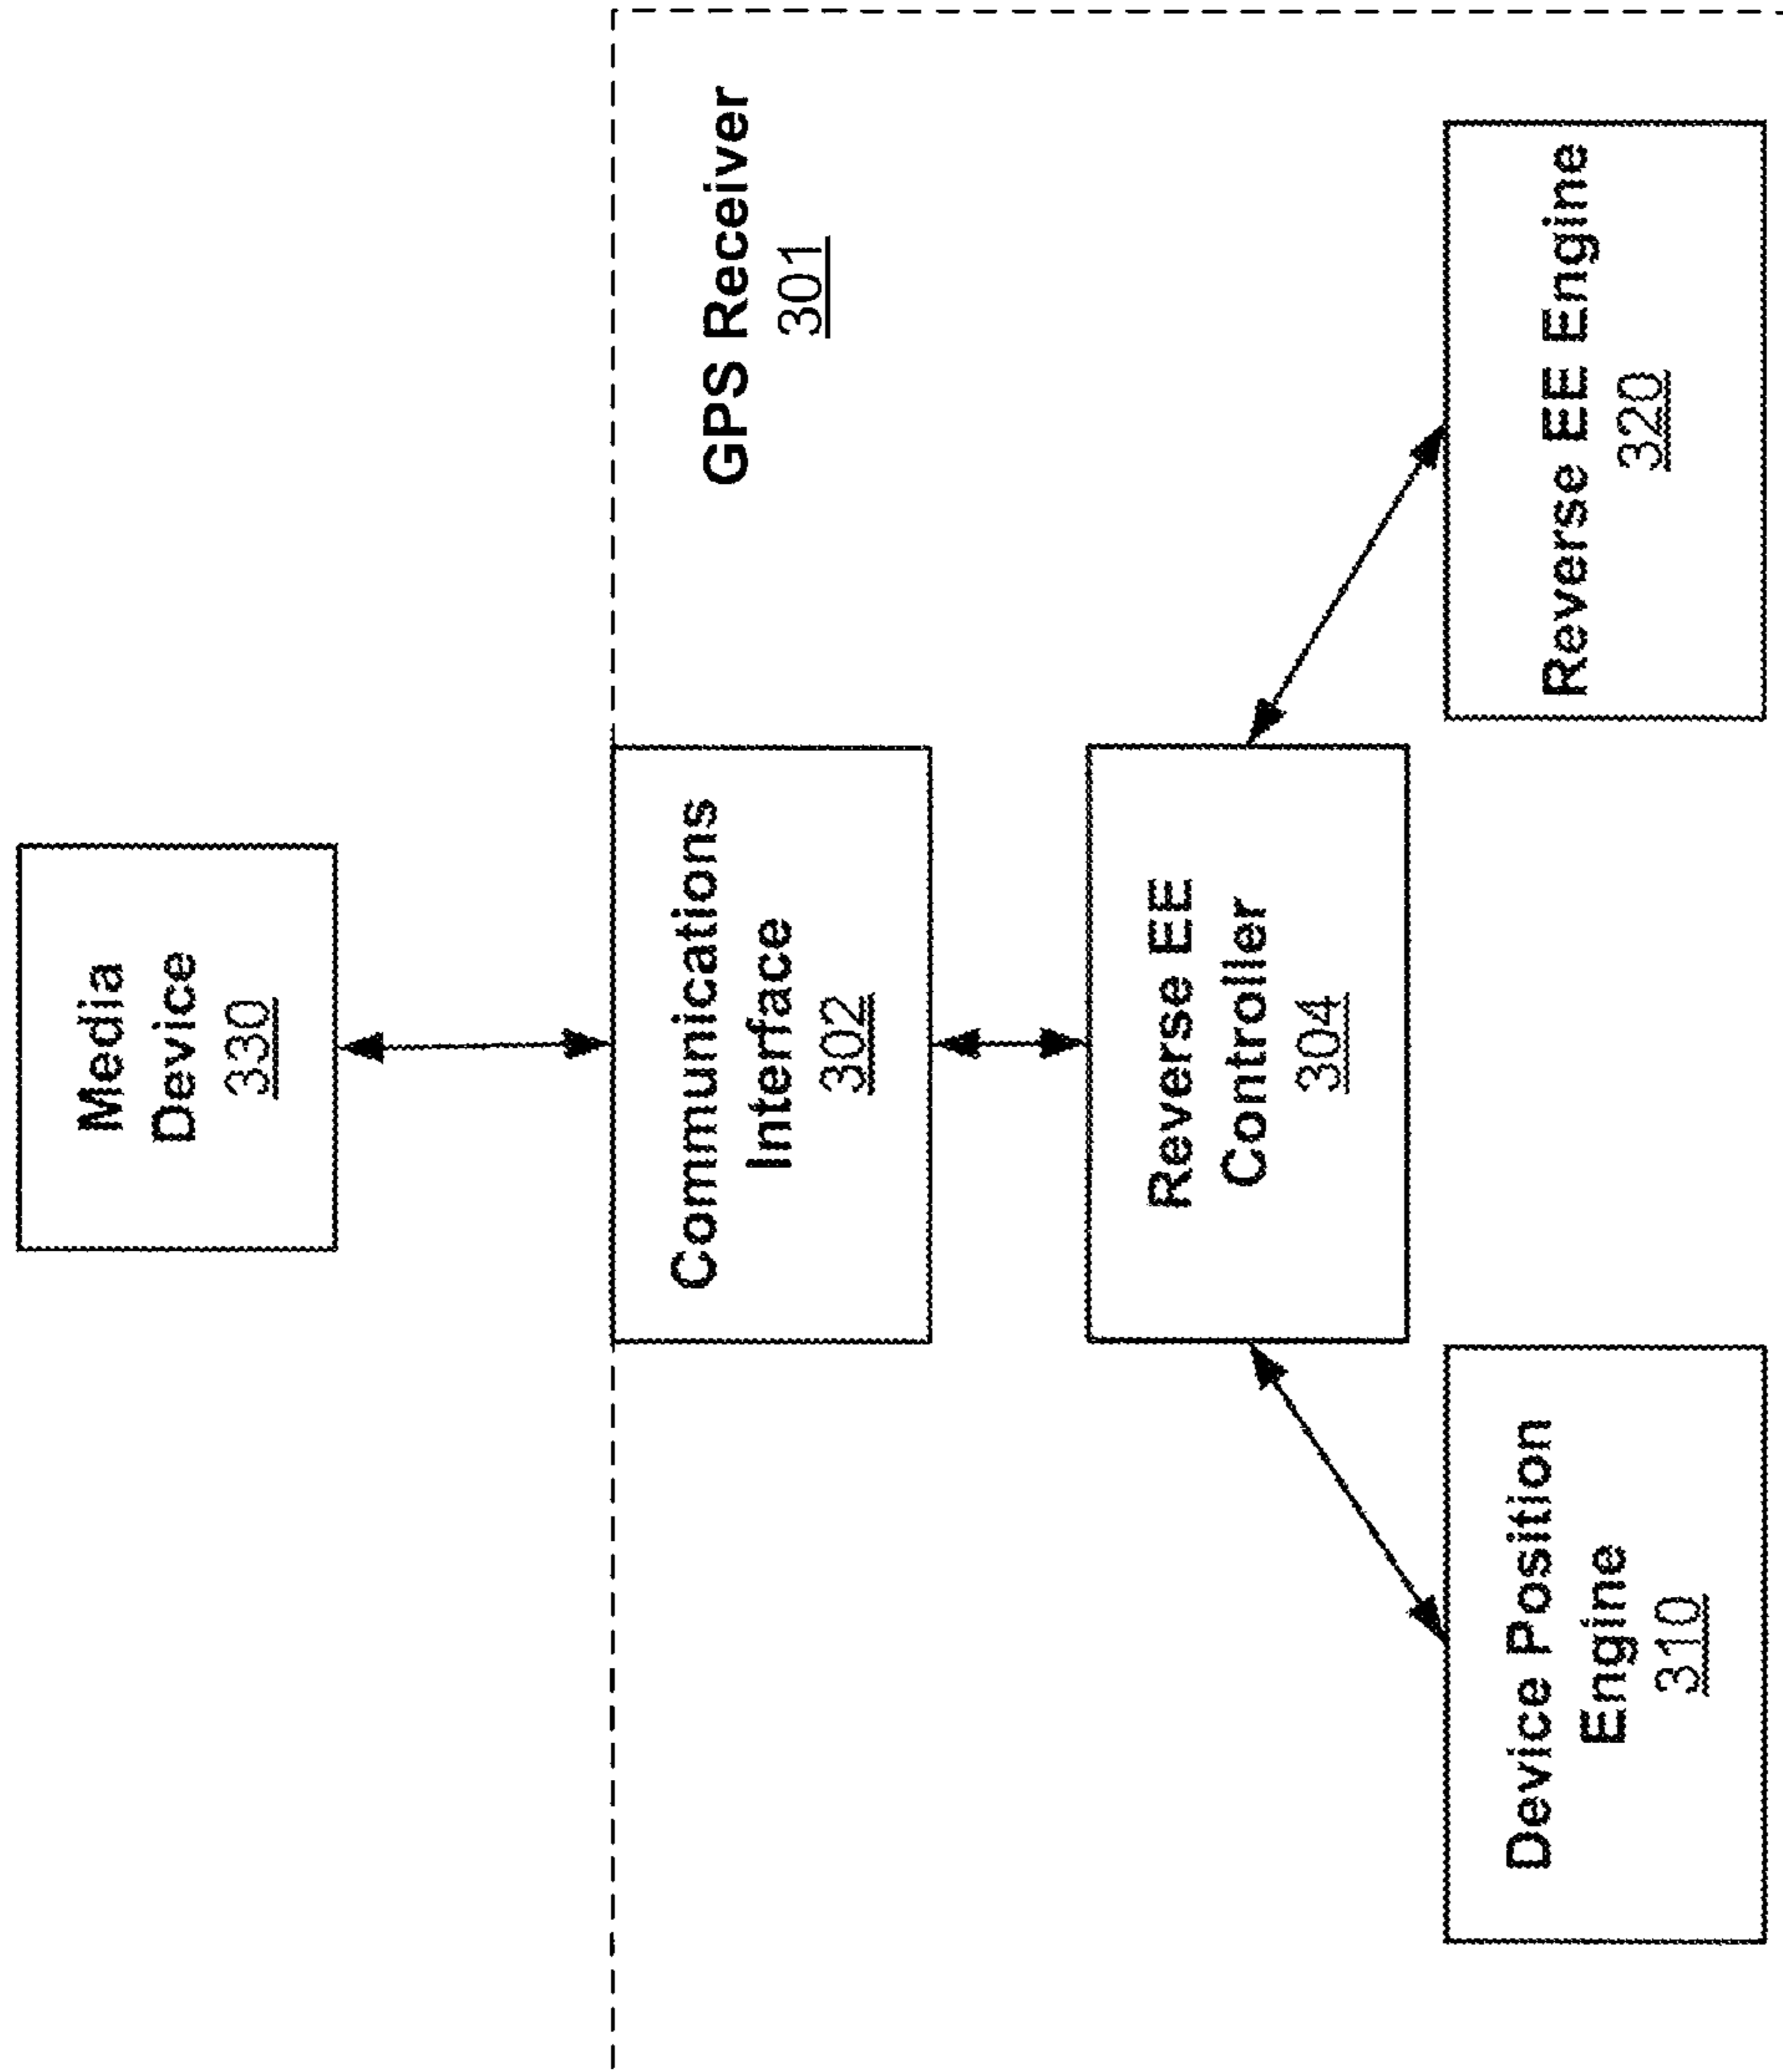 Media
Device
330
Communications
Interface
302
GPS Receiver
301
Reverse EE
Controller
304
Device Position
Engine
310
Reverse EE Engine
320